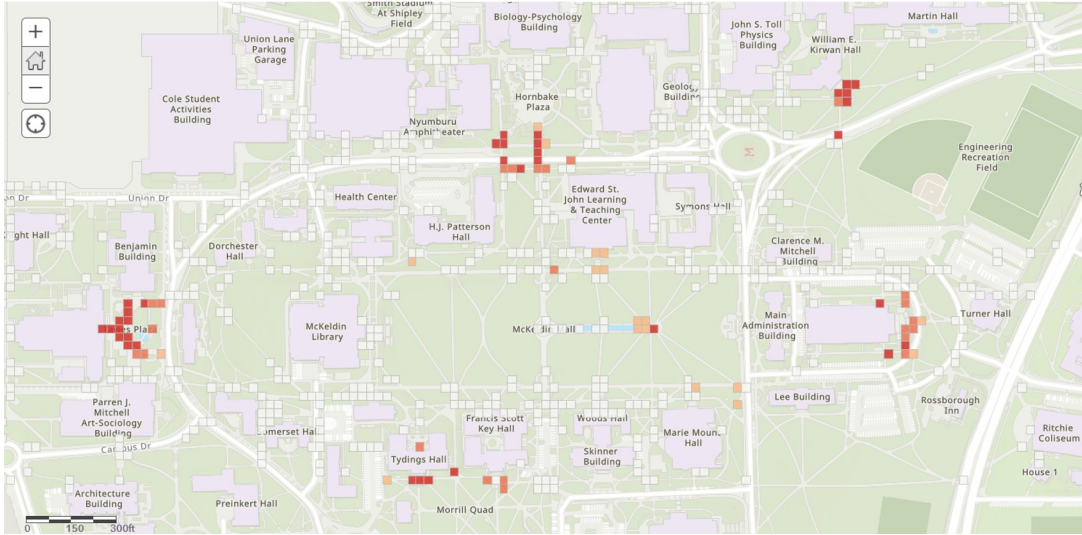 Smith Stadium
At Shipley
Field
Biology-Psychology
Building
John S. Toll
Physics
Building
Martin Hall
William E.
Kirwan Hall
Union Lane
Parking
Garage
Cole Student
Activities
Building
Hornbake
Plaza
Geology
Building
Nyumburu
Amphitheater
M
Engineering
Recreation
Field
Union Dr
Health Center
Edward St.
John Learning
& Teaching
Center
Symons Hall
H.J. Patterson
Hall
Benjamin
Building
Dorchester
Hall
Clarence M.
Mitchell
Building
McKeldin
Library
Main
Administration
Building
Turner Hall
Parren J.
Mitchell
Art-Sociology
Building
Lee Building
Rossborough
Inn
Francis Scott
Key Hall
Woods Hall
Marie Mount
Hall
Skinner
Building
Tydings Hall
Campus Dr
Ritchie
Coliseum
House 1
Architecture
Building
Preinkert Hall
Morrill Quad
0 150 300ft